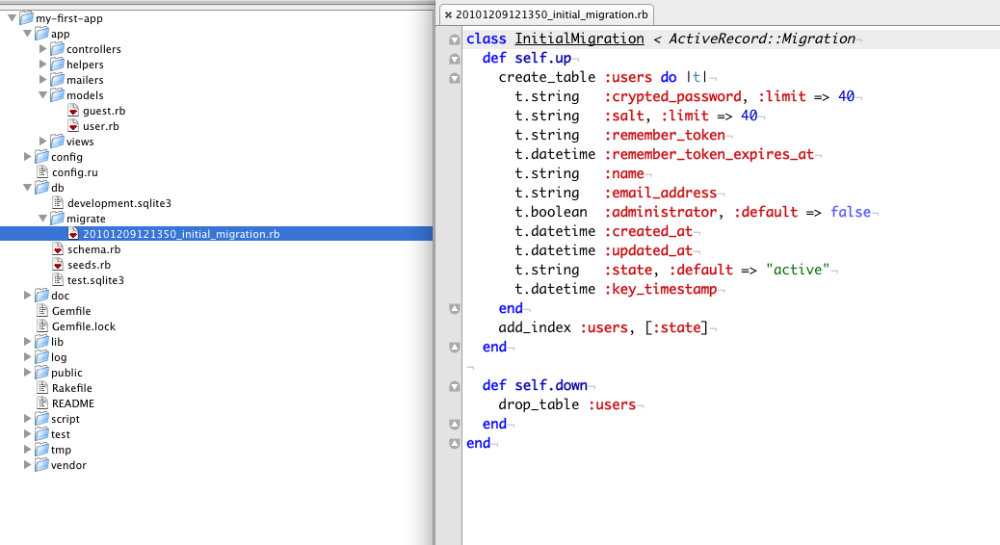 my-first-app
app
controllers
helpers
mailers
models
guest.rb
user.rb
views
config
config.ru
db
development.sqlite3
migrate
20101209121350_initial_migration.rb
schema.rb
seeds.rb
test.sqlite3
doc
Gemfile
Gemfile.lock
lib
log
public
Rakefile
README
script
test
tmp
vendor
20101209121350_initial_migration.rb
class InitialMigration < ActiveRecord::Migration¬
  def self.up¬
    create_table :users do |t|¬
      t.string   :crypted_password, :limit => 40¬
      t.string   :salt, :limit => 40¬
      t.string   :remember_token¬
      t.datetime :remember_token_expires_at¬
      t.string   :name¬
      t.string   :email_address¬
      t.boolean  :administrator, :default => false¬
      t.datetime :created_at¬
      t.datetime :updated_at¬
      t.string   :state, :default => "active"¬
      t.datetime :key_timestamp¬
    end¬
    add_index :users, [:state]¬
  end¬
¬
  def self.down¬
    drop_table :users¬
  end¬
end¬